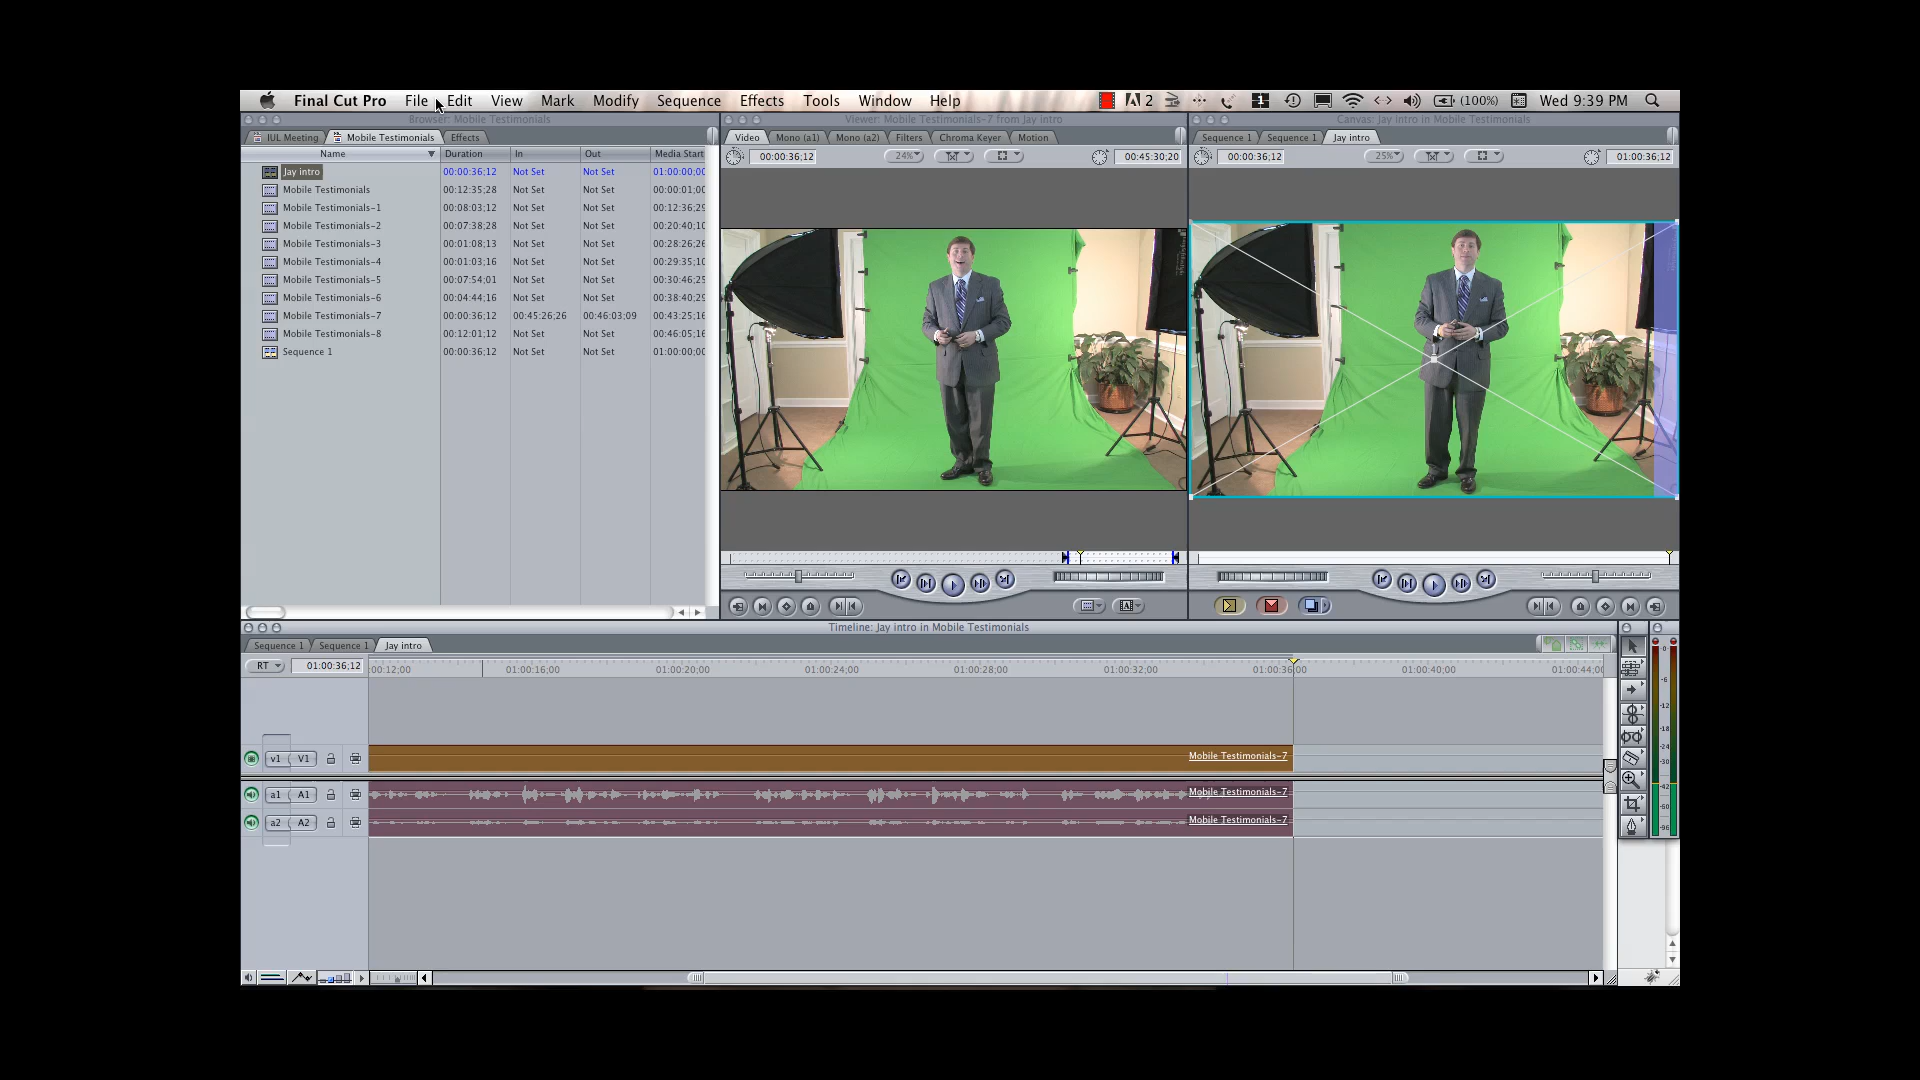 Final Cut Pro File Edit View Mark Modify Sequence Effects Tools Window Help 2 1 (100%) Wed 9:39 PM
Browser: Mobile Testimonials
Viewer: Mobile Testimonials-7 from Jay intro
Canvas: Jay intro in Mobile Testimonials
IUL Meeting Mobile Testimonials Effects
Video Mono (a1) Mono (a2) Filters Chroma Keyer Motion
Sequence 1 Sequence 1 Jay intro
00:00:36;12 24% 00:45:30;20
00:00:36;12 25% 01:00:36;12
Name Duration In Out Media Start
Jay intro 00:00:36;12 Not Set Not Set 01:00:00;00
Mobile Testimonials 00:12:35;28 Not Set Not Set 00:00:01;00
Mobile Testimonials-1 00:08:03;12 Not Set Not Set 00:12:36;29
Mobile Testimonials-2 00:07:38;28 Not Set Not Set 00:20:40;10
Mobile Testimonials-3 00:01:08;13 Not Set Not Set 00:28:26;26
Mobile Testimonials-4 00:01:03;16 Not Set Not Set 00:29:35;10
Mobile Testimonials-5 00:07:54;01 Not Set Not Set 00:30:46;25
Mobile Testimonials-6 00:04:44;16 Not Set Not Set 00:38:40;29
Mobile Testimonials-7 00:00:36;12 00:45:26;26 00:46:03;09 00:43:25;16
Mobile Testimonials-8 00:12:01;12 Not Set Not Set 00:46:05;16
Sequence 1 00:00:36;12 Not Set Not Set 01:00:00;00
Timeline: Jay intro in Mobile Testimonials
Sequence 1 Sequence 1 Jay intro
RT 01:00:36;12 :00:12;00 01:00:16;00 01:00:20;00 01:00:24;00 01:00:28;00 01:00:32;00 01:00:36;00 01:00:40;00 01:00:44;00
v1 V1 Mobile Testimonials-7
a1 A1 Mobile Testimonials-7
a2 A2 Mobile Testimonials-7
-0
-6
-12
-18
-24
-30
-42
-60
-96